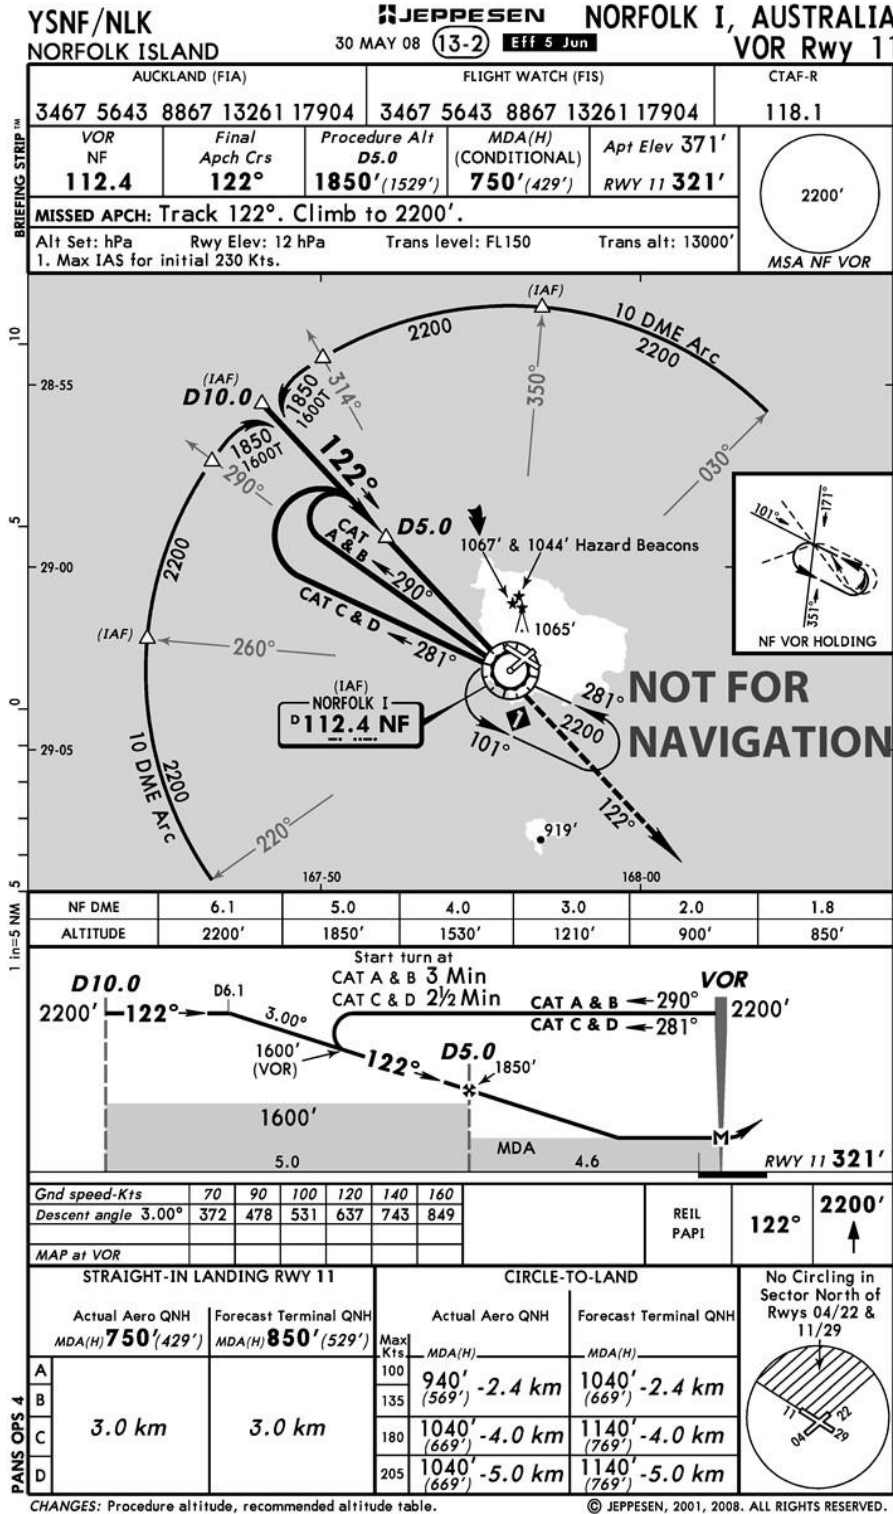 YSNF/NLK
NORFOLK ISLAND
JEPPESEN
30 MAY 08 13-2 Eff 5 Jun
NORFOLK I, AUSTRALIA
VOR Rwy 11
BRIEFING STRIP™
AUCKLAND (FIA) FLIGHT WATCH (FIS) CTAF-R
3467 5643 8867 13261 17904 3467 5643 8867 13261 17904 118.1
VOR NF 112.4
Final Apch Crs 122°
Procedure Alt D5.0 1850' (1529')
MDA(H) (CONDITIONAL) 750' (429')
Apt Elev 371'
RWY 11 321'
2200'
MSA NF VOR
MISSED APCH: Track 122°. Climb to 2200'.
Alt Set: hPa Rwy Elev: 12 hPa Trans level: FL150 Trans alt: 13000'
1. Max IAS for initial 230 Kts.
(IAF)
10 DME Arc
2200
2200
10
28-55
(IAF)
D10.0
1850
1600T
314°
350°
030°
1850
1600T
290°
122°
D5.0
5
29-00
2200
CAT A & B
290°
CAT C & D
281°
1067' & 1044' Hazard Beacons
1065'
101°
171°
351°
NF VOR HOLDING
(IAF)
260°
(IAF)
NORFOLK I
D 112.4 NF
281°
2200
101°
122°
NOT FOR
NAVIGATION
0
29-05
10 DME Arc
2200
220°
919'
5
167-50
168-00
1 in=5 NM
NF DME 6.1 5.0 4.0 3.0 2.0 1.8
ALTITUDE 2200' 1850' 1530' 1210' 900' 850'
Start turn at
CAT A & B 3 Min
CAT C & D 2½ Min
D10.0
D6.1
2200'
122°
3.00°
CAT A & B 290°
CAT C & D 281°
VOR
2200'
1600'
(VOR)
122°
D5.0
1850'
1600'
MDA
M
5.0
4.6
RWY 11 321'
Gnd speed-Kts 70 90 100 120 140 160
Descent angle 3.00° 372 478 531 637 743 849
MAP at VOR
REIL
PAPI
122°
2200'
STRAIGHT-IN LANDING RWY 11
Actual Aero QNH
MDA(H) 750' (429')
Forecast Terminal QNH
MDA(H) 850' (529')
A
B
C
D
3.0 km 3.0 km
CIRCLE-TO-LAND
Actual Aero QNH Forecast Terminal QNH
Max Kts MDA(H) MDA(H)
100
135
940' (569') -2.4 km 1040' (669') -2.4 km
180 1040' (669') -4.0 km 1140' (769') -4.0 km
205 1040' (669') -5.0 km 1140' (769') -5.0 km
No Circling in
Sector North of
Rwys 04/22 &
11/29
11
22
04
29
PANS OPS 4
CHANGES: Procedure altitude, recommended altitude table.
© JEPPESEN, 2001, 2008. ALL RIGHTS RESERVED.